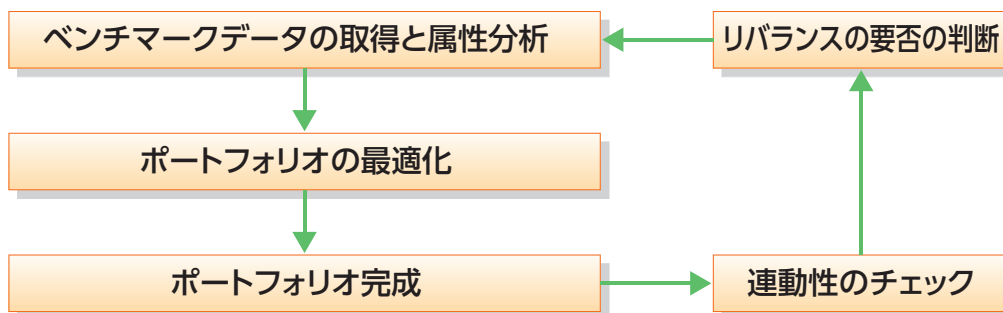 ベンチマークデータの取得と属性分析
リバランスの要否の判断
ポートフォリオの最適化
ポートフォリオ完成
連動性のチェック